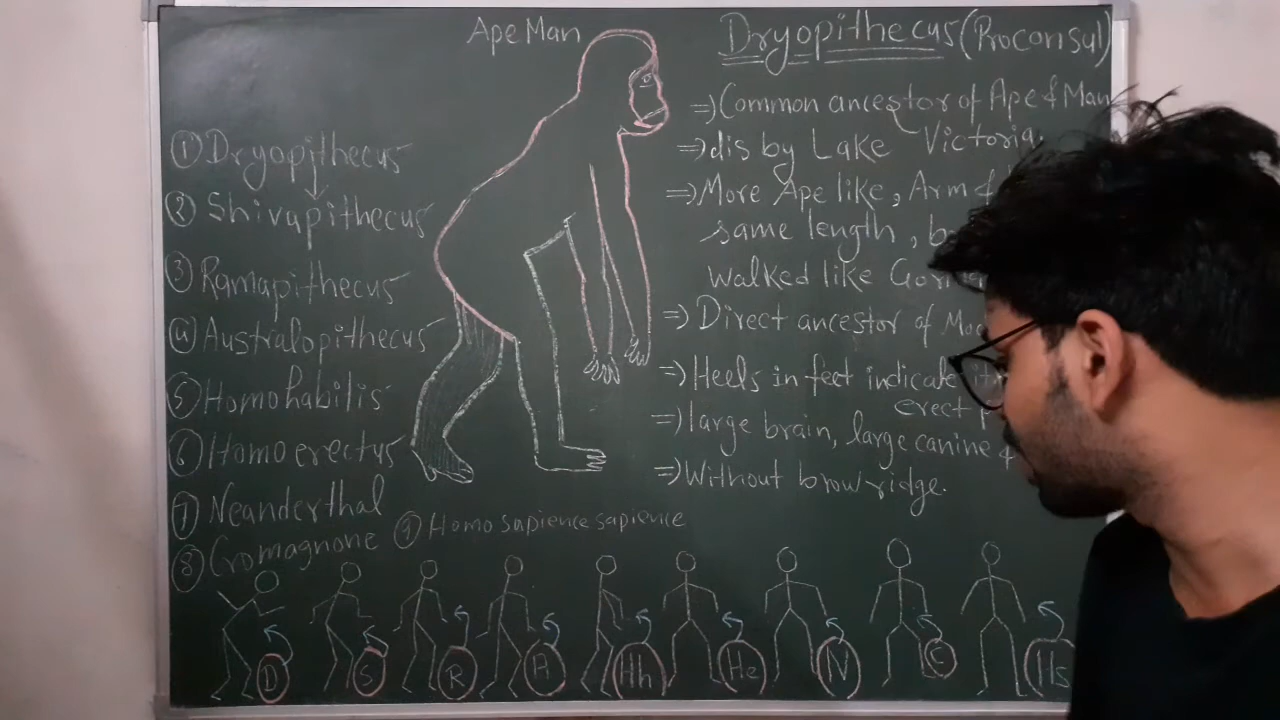 Ape Man
Dryopithecus (Proconsul)
⇒ Common ancestor of Ape & Man
⇒ dis by Lake Victoria
⇒ More Ape like, Arm &
same length,
walked like
⇒ Direct ancestor of
⇒ Heels in feet indicate
erect
⇒ large brain, large canine &
⇒ Without brow ridge.
① Dryopithecus
② Shivapithecus
③ Ramapithecus
④ Australopithecus
⑤ Homo habilis
⑥ Homo erectus
⑦ Neanderthal
⑧ Cromagnone
⑨ Homo sapience sapience
D S R A Hh He N C Hs